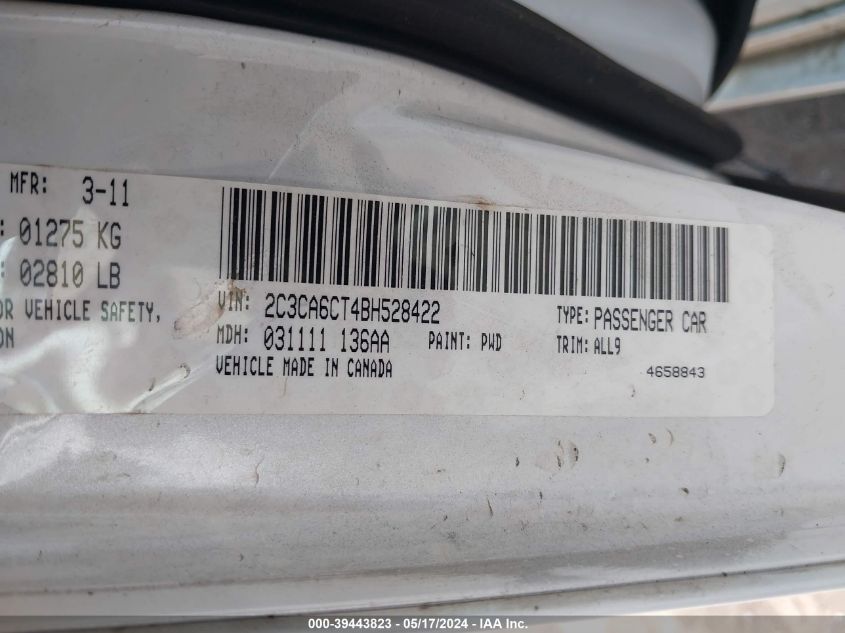 MFR: 3-11
: 01275 KG
: 02810 LB
OR VEHICLE SAFETY,
ON
VIN: 2C3CA6CT4BH528422
TYPE: PASSENGER CAR
MDH: 031111 136AA PAINT: PWD
TRIM: ALL9
VEHICLE MADE IN CANADA
4658843
000-39443823 - 05/17/2024 - IAA Inc.